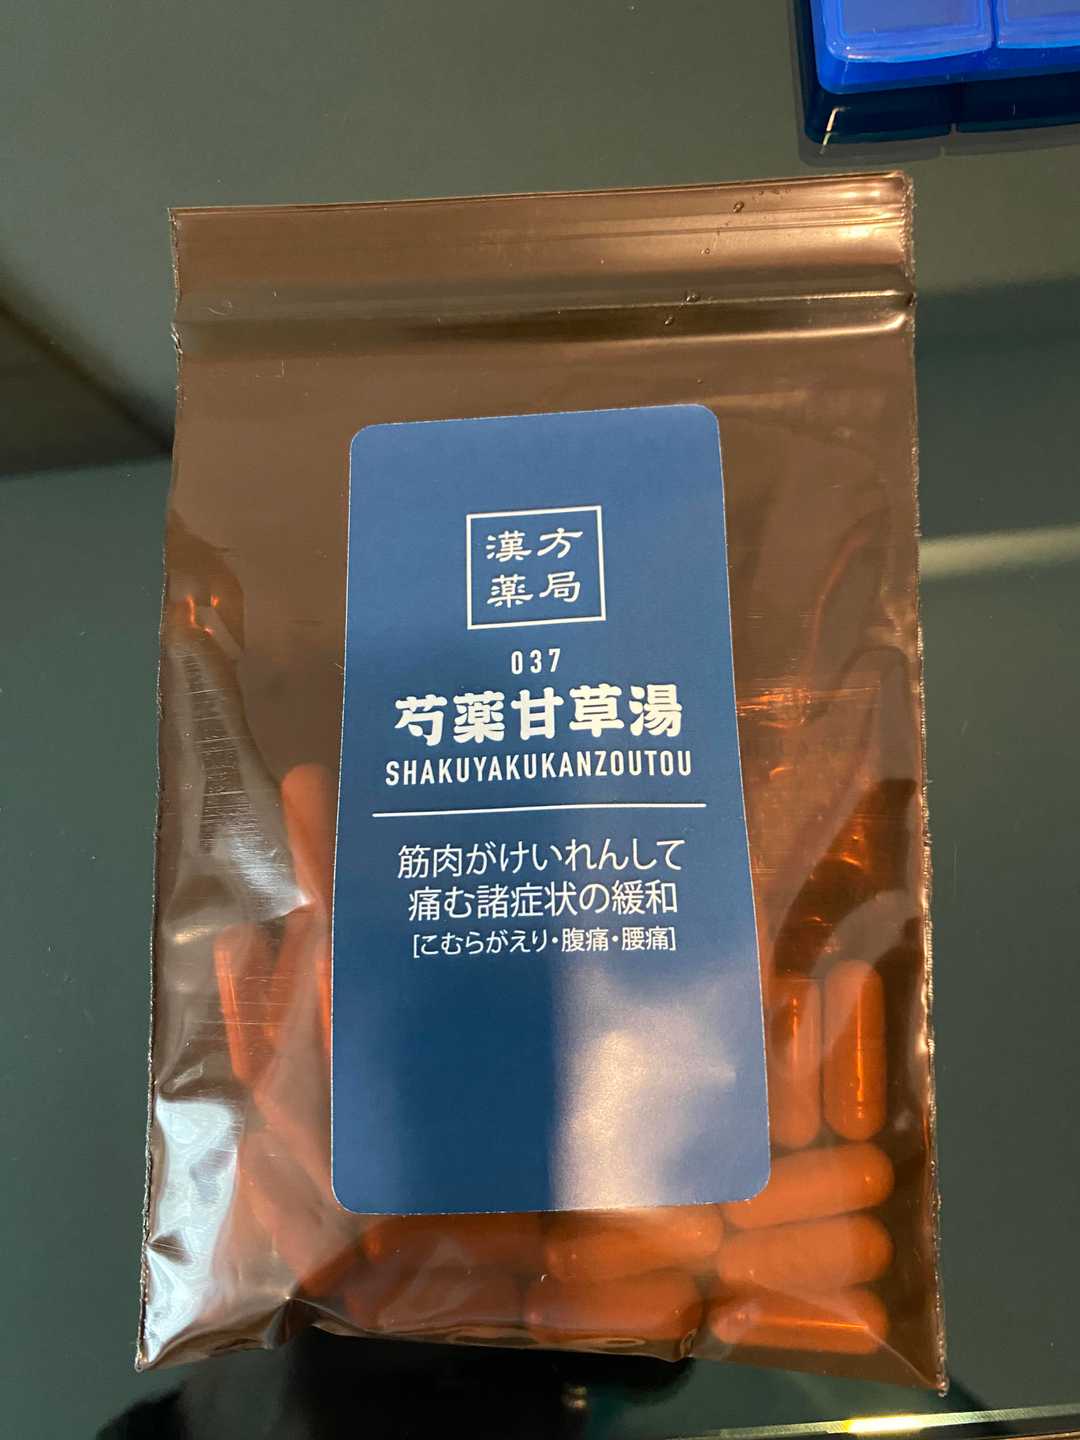 漢方
薬局
037
芍薬甘草湯
SHAKUYAKUKANZOUTOU
筋肉がけいれんして
痛む諸症状の緩和
[こむらがえり・腹痛・腰痛]